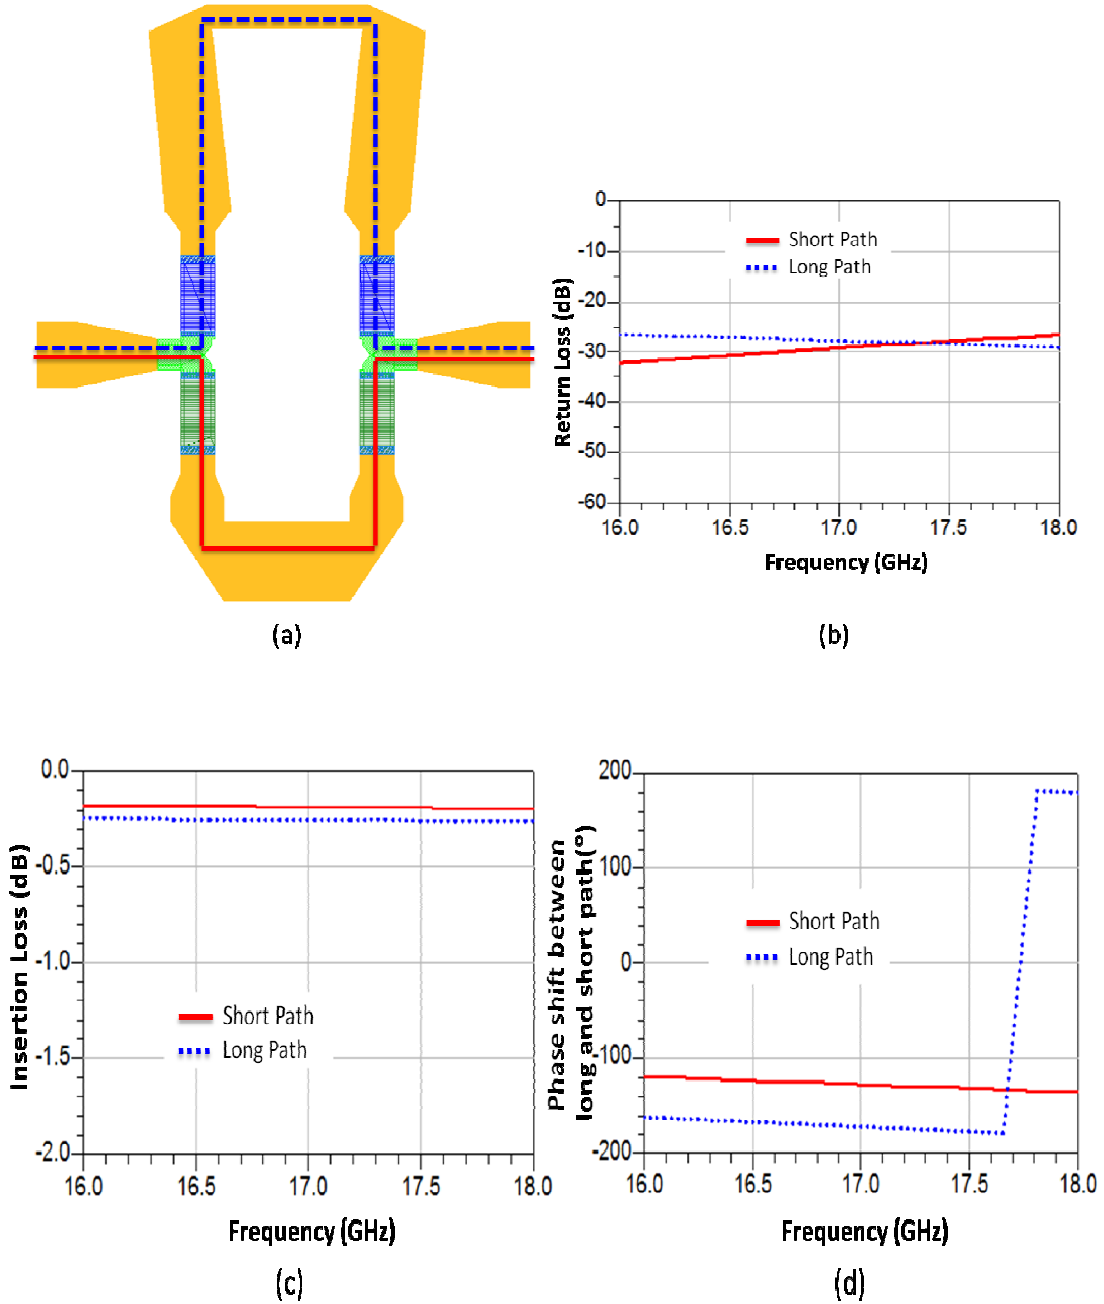 (a)
0
-10
-20
-30
-40
-50
-60
Return Loss (dB)
Short Path
Long Path
16.0 16.5 17.0 17.5 18.0
Frequency (GHz)
(b)
0.0
-0.5
-1.0
-1.5
-2.0
Insertion Loss (dB)
Short Path
Long Path
16.0 16.5 17.0 17.5 18.0
Frequency (GHz)
(c)
200
100
0
-100
-200
Phase shift between
long and short path(°)
Short Path
Long Path
16.0 16.5 17.0 17.5 18.0
Frequency (GHz)
(d)